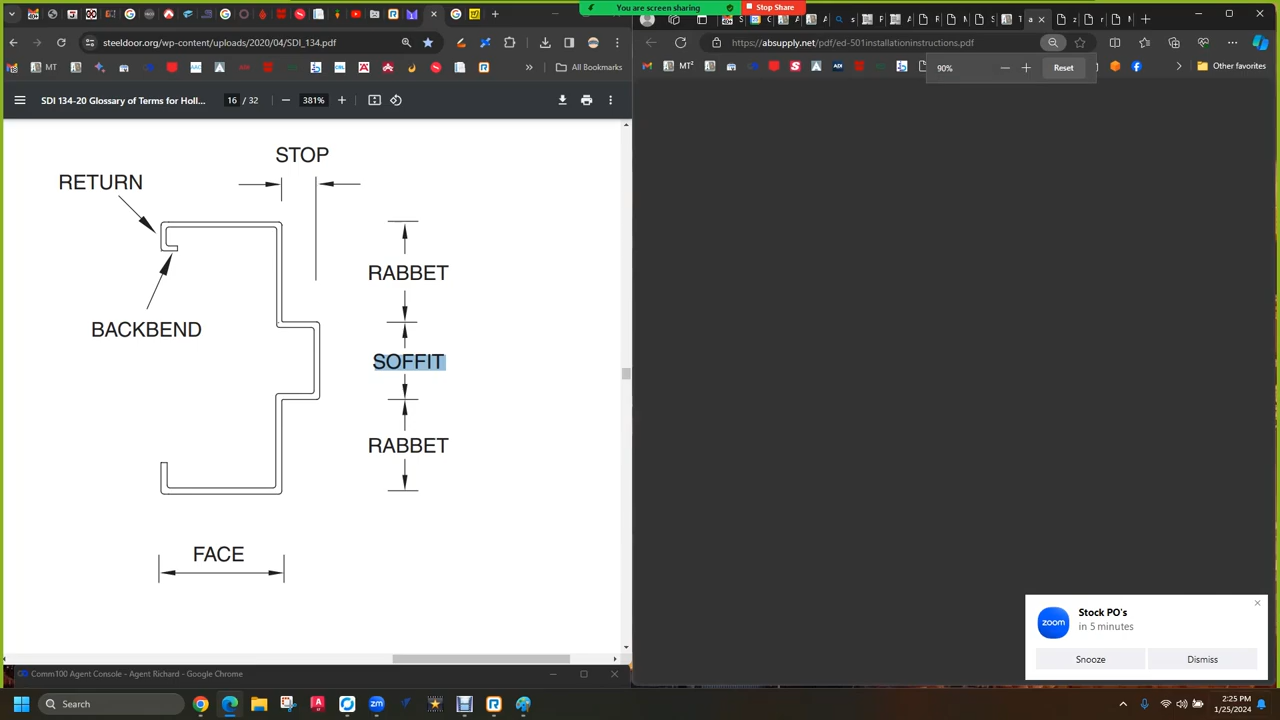 You are screen sharing
Stop Share
steeldoor.org/wp-content/uploads/2020/04/SDI_134.pdf
https://absupply.net/pdf/ed-501installationinstructions.pdf
MT
All Bookmarks
MT²
Other favorites
90%
Reset
SDI 134-20 Glossary of Terms for Holl...
16 / 32
381%
STOP
RETURN
RABBET
BACKBEND
SOFFIT
RABBET
FACE
zoom
Stock PO's
in 5 minutes
Snooze
Dismiss
Comm100 Agent Console - Agent Richard - Google Chrome
Search
2:25 PM
1/25/2024